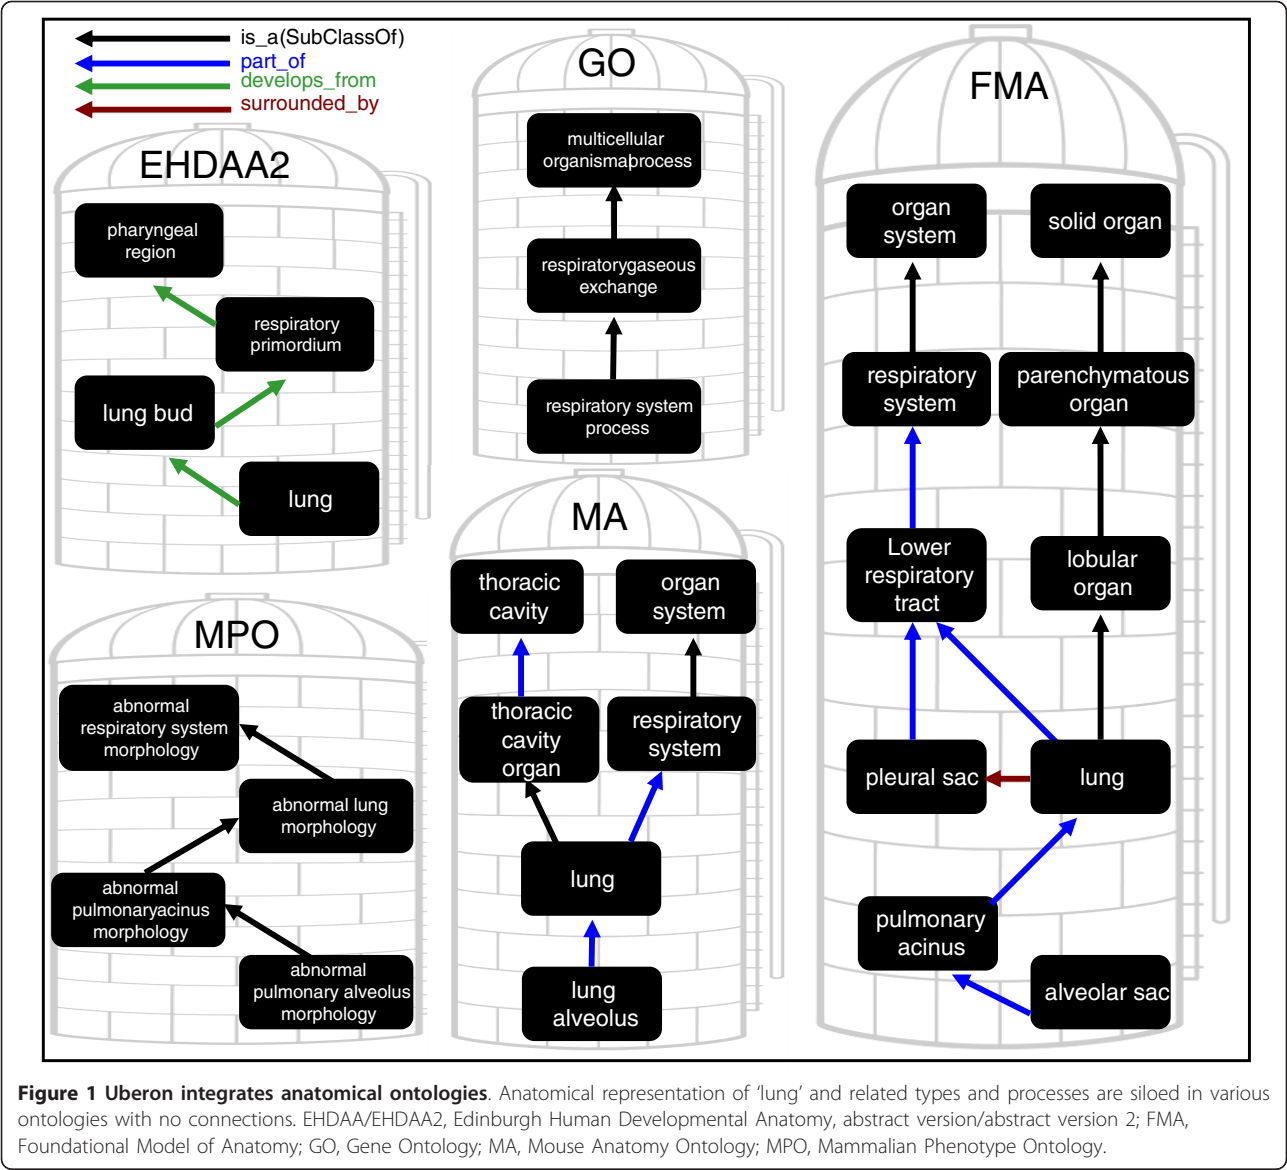 is_a(SubClassOf)
part_of
develops_from
surrounded_by
EHDAA2
pharyngeal
region
respiratory
primordium
lung bud
lung
GO
multicellular
organismalprocess
respiratorygaseous
exchange
respiratory system
process
FMA
organ
system
solid organ
respiratory
system
parenchymatous
organ
Lower
respiratory
tract
lobular
organ
pleural sac
lung
pulmonary
acinus
alveolar sac
MPO
abnormal
respiratory system
morphology
abnormal lung
morphology
abnormal
pulmonaryacinus
morphology
abnormal
pulmonary alveolus
morphology
MA
thoracic
cavity
organ
system
thoracic
cavity
organ
respiratory
system
lung
lung
alveolus
Figure 1 Uberon integrates anatomical ontologies. Anatomical representation of ‘lung’ and related types and processes are siloed in various
ontologies with no connections. EHDAA/EHDAA2, Edinburgh Human Developmental Anatomy, abstract version/abstract version 2; FMA,
Foundational Model of Anatomy; GO, Gene Ontology; MA, Mouse Anatomy Ontology; MPO, Mammalian Phenotype Ontology.